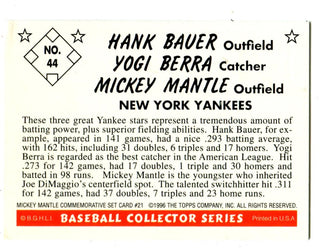 NO.
44
HANK BAUER Outfield
YOGI BERRA Catcher
MICKEY MANTLE Outfield
NEW YORK YANKEES
These three great Yankee stars represent a tremendous amount of
batting power, plus superior fielding abilities. Hank Bauer, for ex-
ample, appeared in 141 games, had a nice .293 batting average,
with 162 hits, including 31 doubles, 6 triples and 17 homers. Yogi
Berra is regarded as the best catcher in the American League. Hit
.273 for 142 games, had 17 doubles, 1 triple and 30 homers and
batted in 98 runs. Mickey Mantle is the youngster who inherited
Joe DiMaggio's centerfield spot. The talented switchhitter hit .311
for 142 games, had 37 doubles, 7 triples and 23 home runs.
MICKEY MANTLE COMMEMORATIVE SET CARD #21 ©1996 THE TOPPS COMPANY, INC. ALL RIGHTS RESERVED.
© B.G.H.L.I. BASEBALL COLLECTOR SERIES Printed in U.S.A.